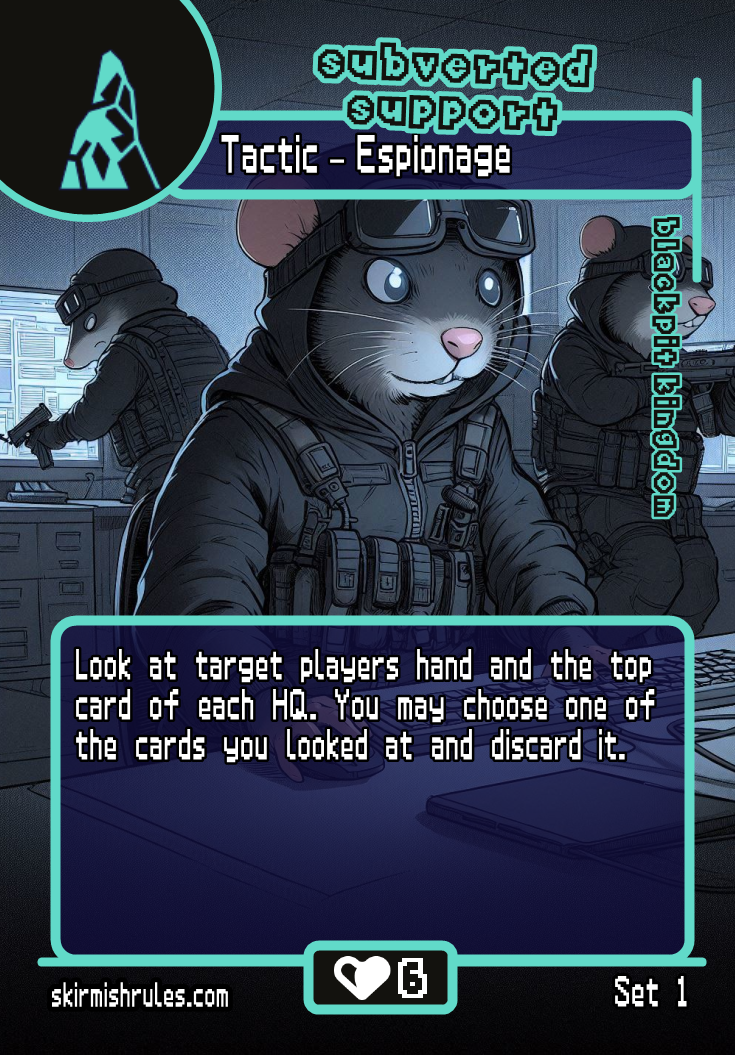 subverted
support
Tactic - Espionage
blackpit kingdom
Look at target players hand and the top
card of each HQ. You may choose one of
the cards you looked at and discard it.
6
skirmishrules.com
Set 1